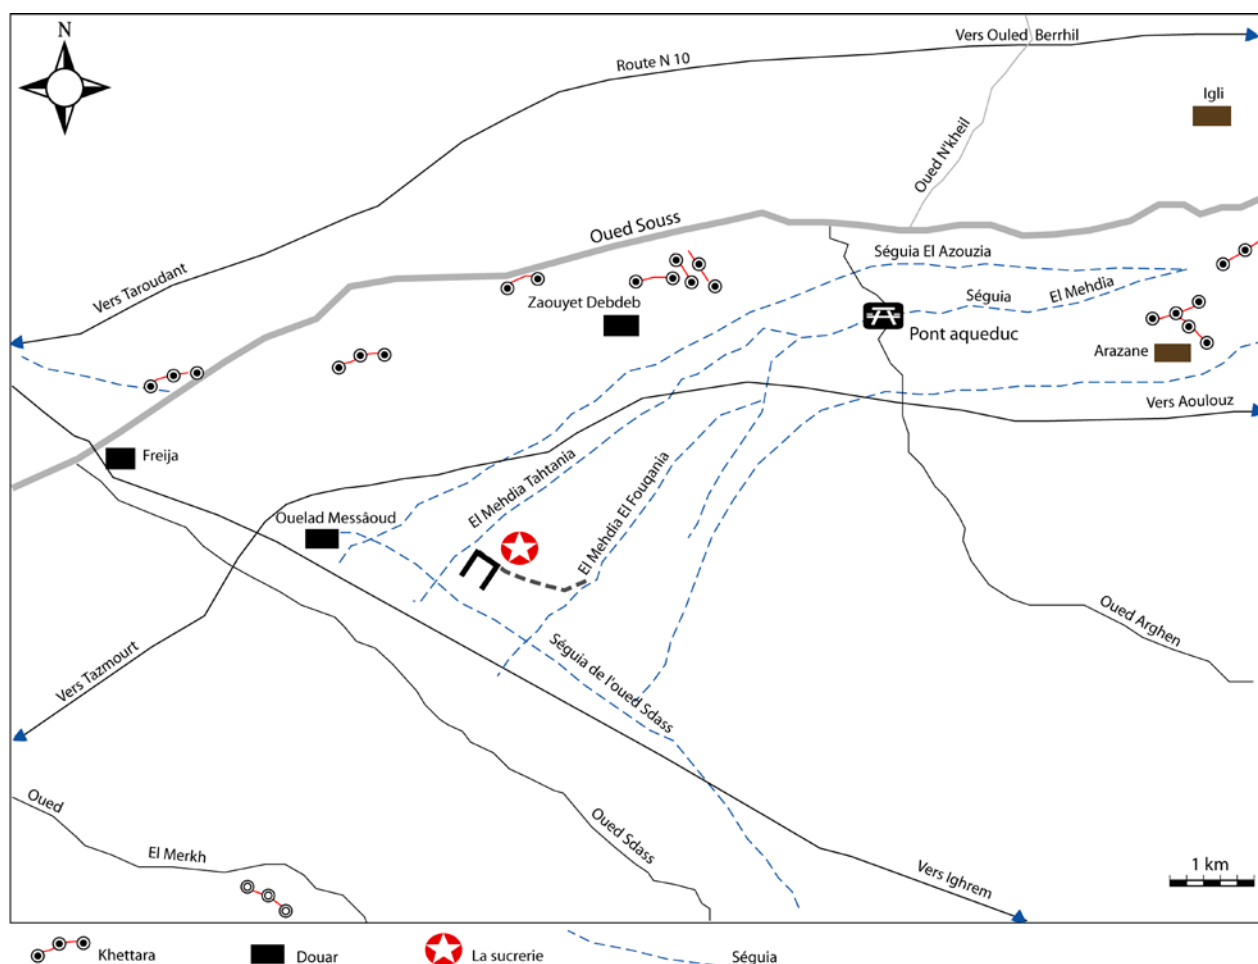 N
Vers Ouled Berrhil
Route N 10
Igli
Oued N'kheil
Oued Souss
Séguia El Azouzia
Vers Taroudant
Zaouyet Debdeb
Séguia El Mehdia
Pont aqueduc
Arazane
Vers Aoulouz
Freija
El Mehdia Tahtania
El Mehdia El Fouqania
Ouelad Messâoud
Oued Arghen
Vers Tazmourt
Séguia de l'oued Sdass
Oued El Merkh
Oued Sdass
Vers Ighrem
1 km
Khettara
Douar
La sucrerie
Séguia